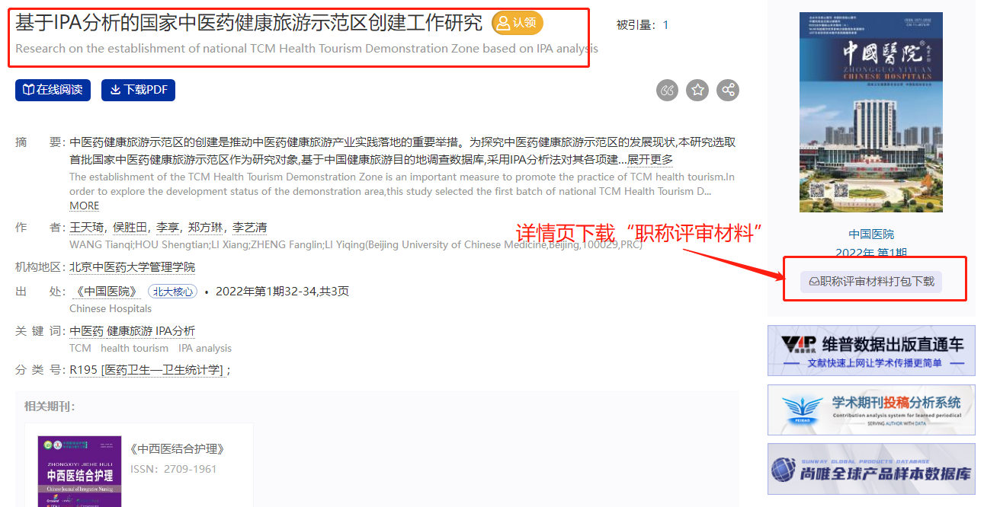 基于IPA分析的国家中医药健康旅游示范区创建工作研究 认领
Research on the establishment of national TCM Health Tourism Demonstration Zone based on IPA analysis
被引量：1
在线阅读 下载PDF
摘 要：中医药健康旅游示范区的创建是推动中医药健康旅游产业实践落地的重要举措。为探究中医药健康旅游示范区的发展现状,本研究选取
首批国家中医药健康旅游示范区作为研究对象,基于中国健康旅游目的地调查数据库,采用IPA分析法对其各项建...展开更多
The establishment of the TCM Health Tourism Demonstration Zone is an important measure to promote the practice of TCM health tourism.In
order to explore the development status of the demonstration area,this study selected the first batch of national TCM Health Tourism D...
MORE
作 者：王天琦，侯胜田，李享，郑方琳，李艺清
WANG Tianqi;HOU Shengtian;LI Xiang;ZHENG Fanglin;LI Yiqing(Beijing University of Chinese Medicine,Beijing,100029,PRC)
机构地区：北京中医药大学管理学院
出 处：《中国医院》 北大核心 • 2022年第1期32-34,共3页
Chinese Hospitals
关 键 词：中医药 健康旅游 IPA分析
TCM health tourism IPA analysis
分 类 号：R195 [医药卫生—卫生统计学] ;
相关期刊：
ZHONGXIYI JIEHE HULI
中西医结合护理
Chinese Journal of Integrative Nursing
《中西医结合护理》
ISSN：2709-1961
详情页下载“职称评审材料”
中國醫院
ZHONGGUO YIYUAN
CHINESE HOSPITALS
中国医院
2022年 第1期
职称评审材料打包下载
VIP 维普资讯 维普数据出版直通车
文献快速上网让学术传播更简单
学术期刊投稿分析系统
Contribution analysis system for learned periodical
SERVING AUTHOR WITH DATA
FEIHAO
SUNWAY GLOBAL PRODUCTS DATABASE
尚唯全球产品样本数据库